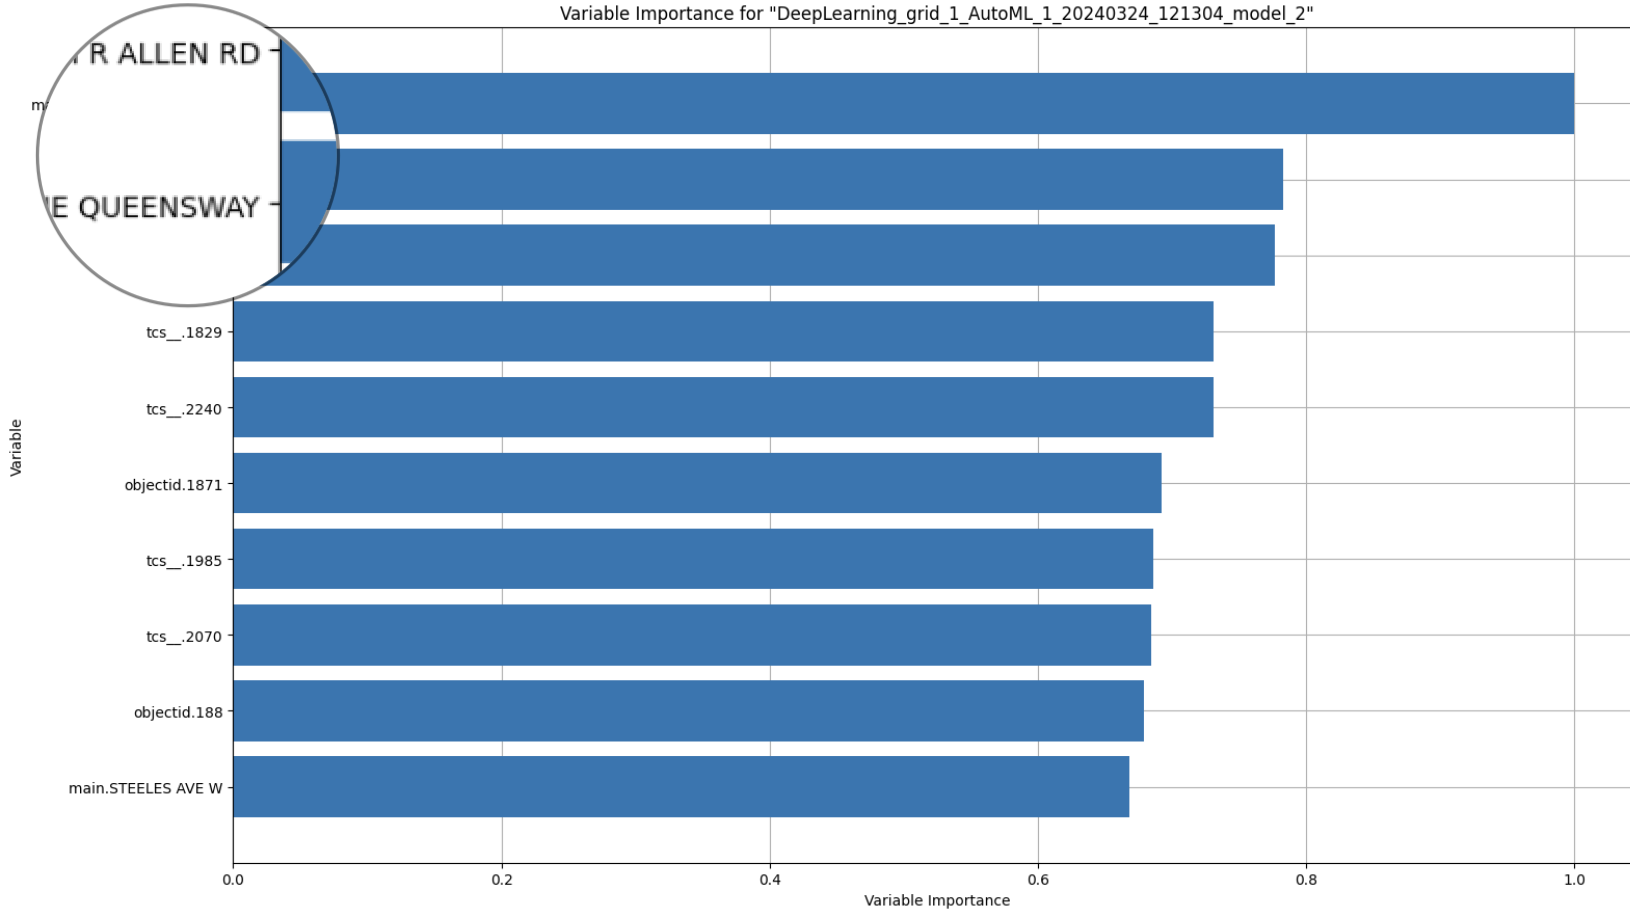 Variable Importance for "DeepLearning_grid_1_AutoML_1_20240324_121304_model_2"
R ALLEN RD
QUEENSWAY
tcs__.1829
tcs__.2240
objectid.1871
tcs__.1985
tcs__.2070
objectid.188
main.STEELES AVE W
Variable
0.0 0.2 0.4 0.6 0.8 1.0
Variable Importance